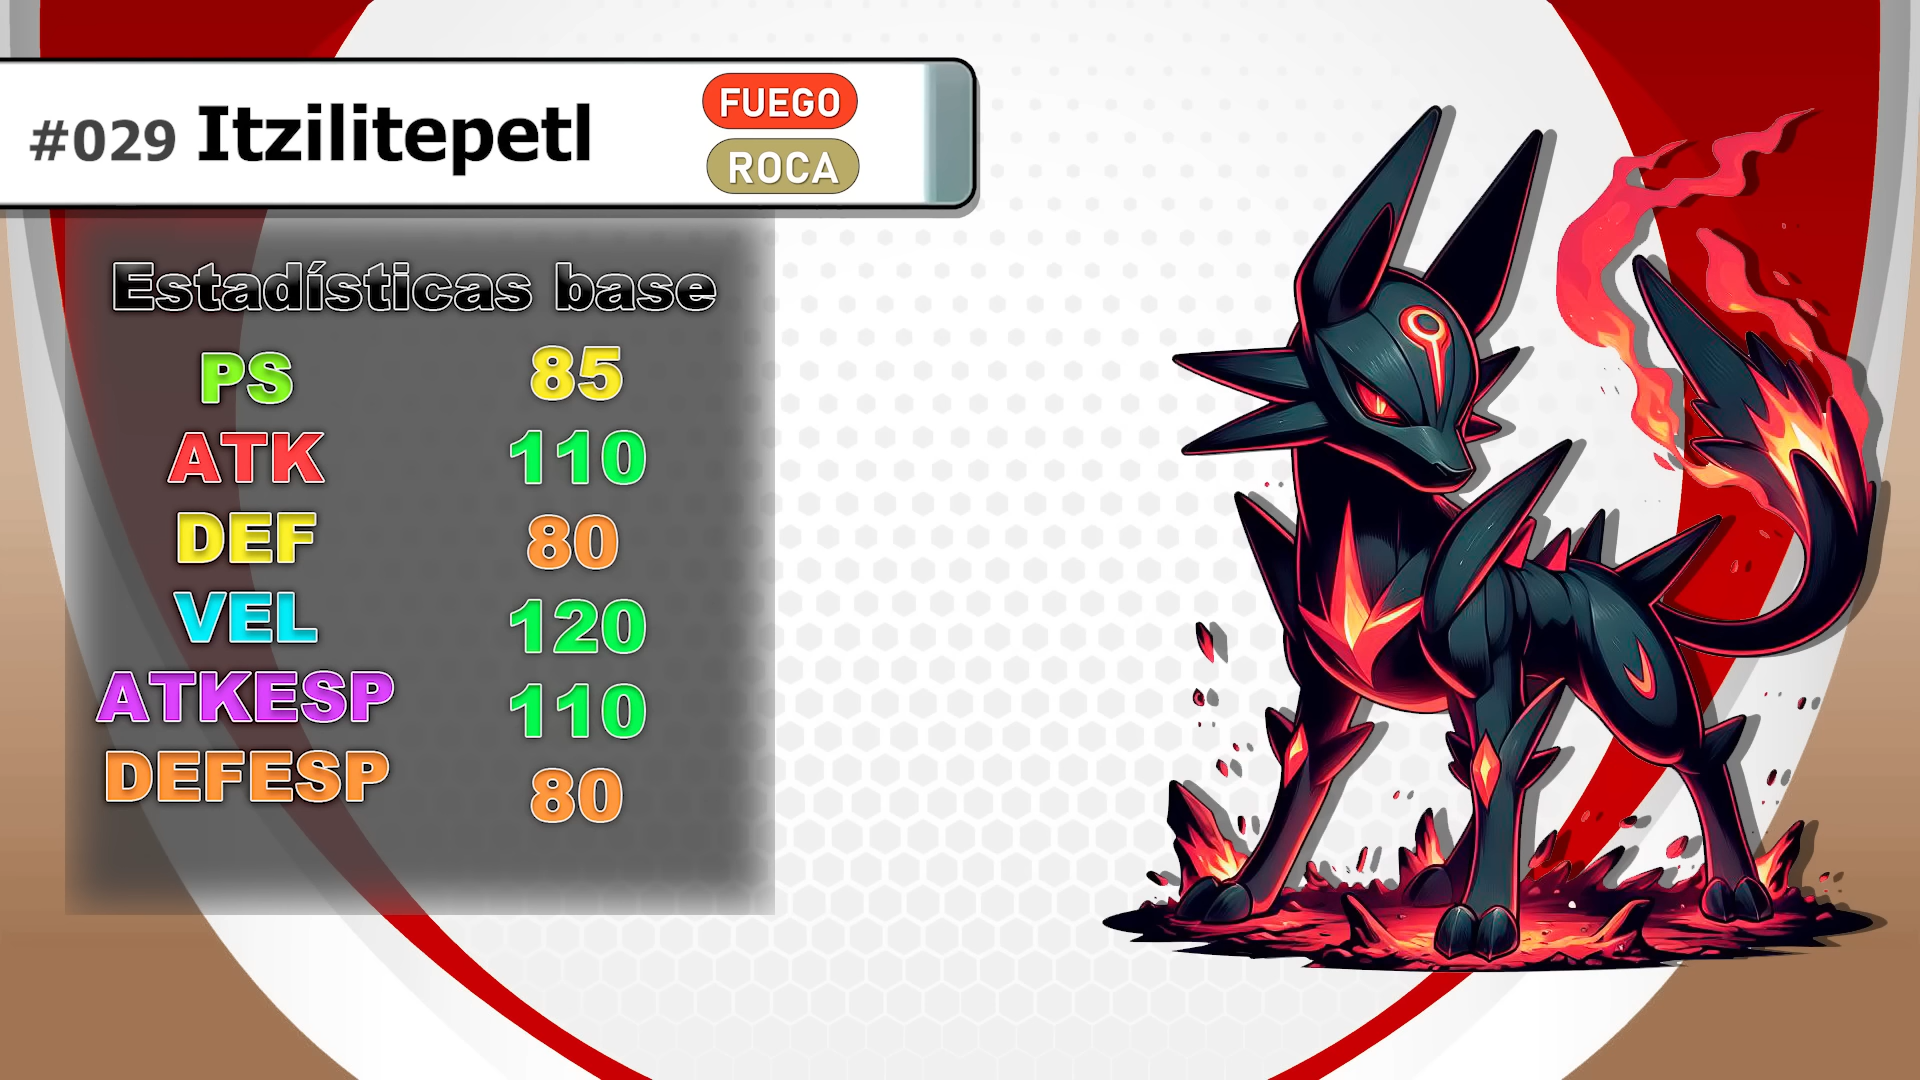 #029 Itzilitepetl
FUEGO
ROCA
Estadísticas base
PS 85
ATK 110
DEF 80
VEL 120
ATKESP 110
DEFESP 80